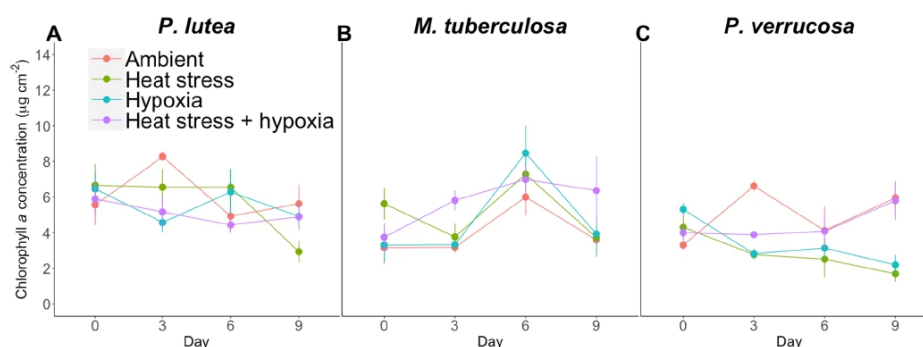 A P. lutea B M. tuberculosa C P. verrucosa
Chlorophyll a concentration (µg cm-2)
14
12
10
8
6
4
2
0
Ambient
Heat stress
Hypoxia
Heat stress + hypoxia
0 3 6 9 0 3 6 9 0 3 6 9
Day Day Day